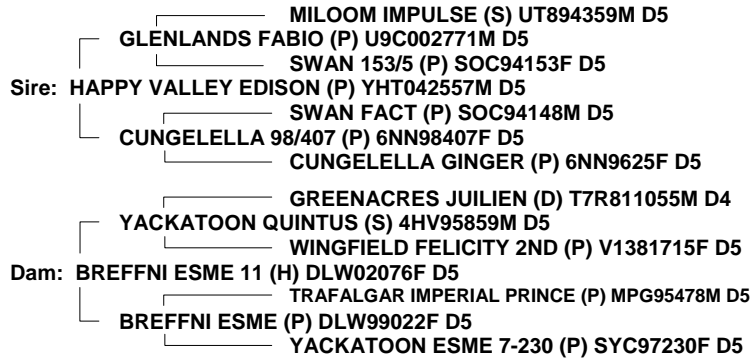 MILOOM IMPULSE (S) UT894359M D5
GLENLANDS FABIO (P) U9C002771M D5
SWAN 153/5 (P) SOC94153F D5
Sire: HAPPY VALLEY EDISON (P) YHT042557M D5
SWAN FACT (P) SOC94148M D5
CUNGELELLA 98/407 (P) 6NN98407F D5
CUNGELELLA GINGER (P) 6NN9625F D5
GREENACRES JUILIEN (D) T7R811055M D4
YACKATOON QUINTUS (S) 4HV95859M D5
WINGFIELD FELICITY 2ND (P) V1381715F D5
Dam: BREFFNI ESME 11 (H) DLW02076F D5
TRAFALGAR IMPERIAL PRINCE (P) MPG95478M D5
BREFFNI ESME (P) DLW99022F D5
YACKATOON ESME 7-230 (P) SYC97230F D5